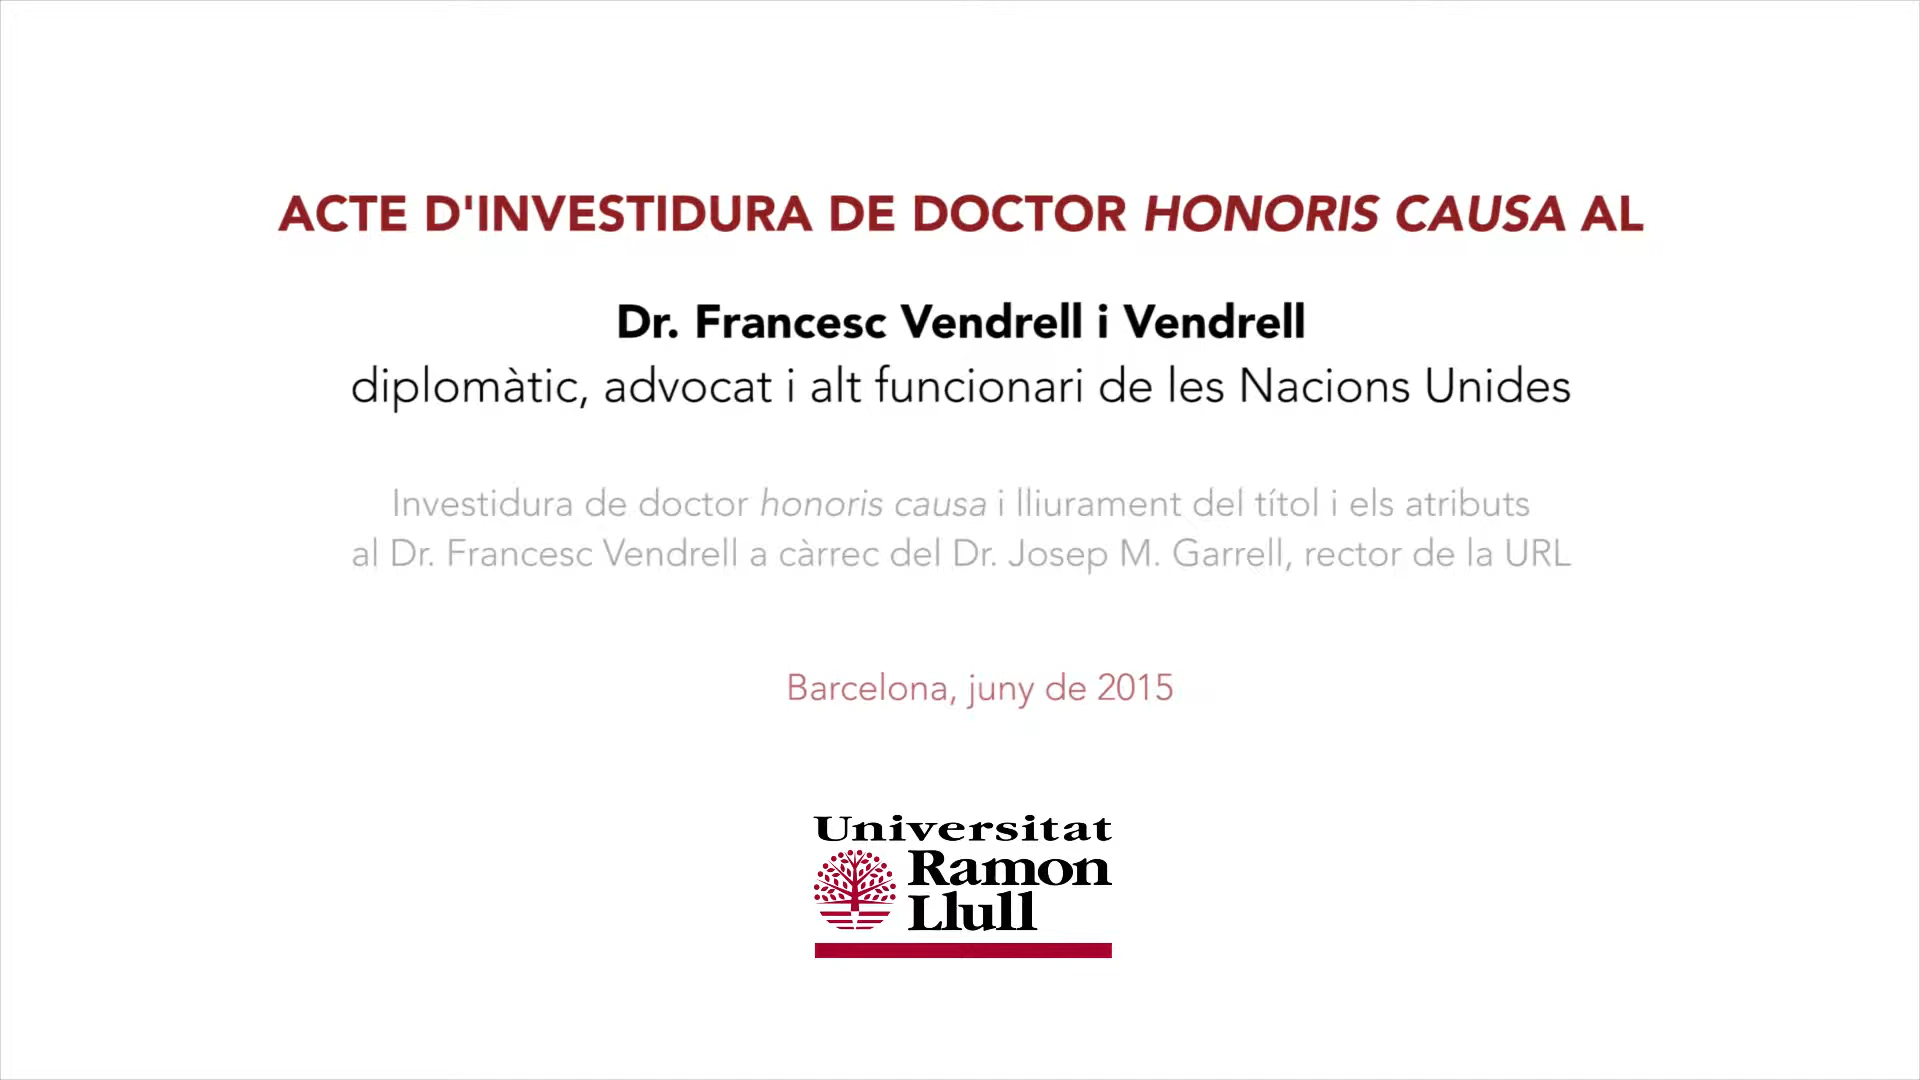 ACTE D'INVESTIDURA DE DOCTOR HONORIS CAUSA AL
Dr. Francesc Vendrell i Vendrell
diplomàtic, advocat i alt funcionari de les Nacions Unides
Investidura de doctor honoris causa i lliurament del títol i els atributs
al Dr. Francesc Vendrell a càrrec del Dr. Josep M. Garrell, rector de la URL
Barcelona, juny de 2015
Universitat
Ramon
Llull